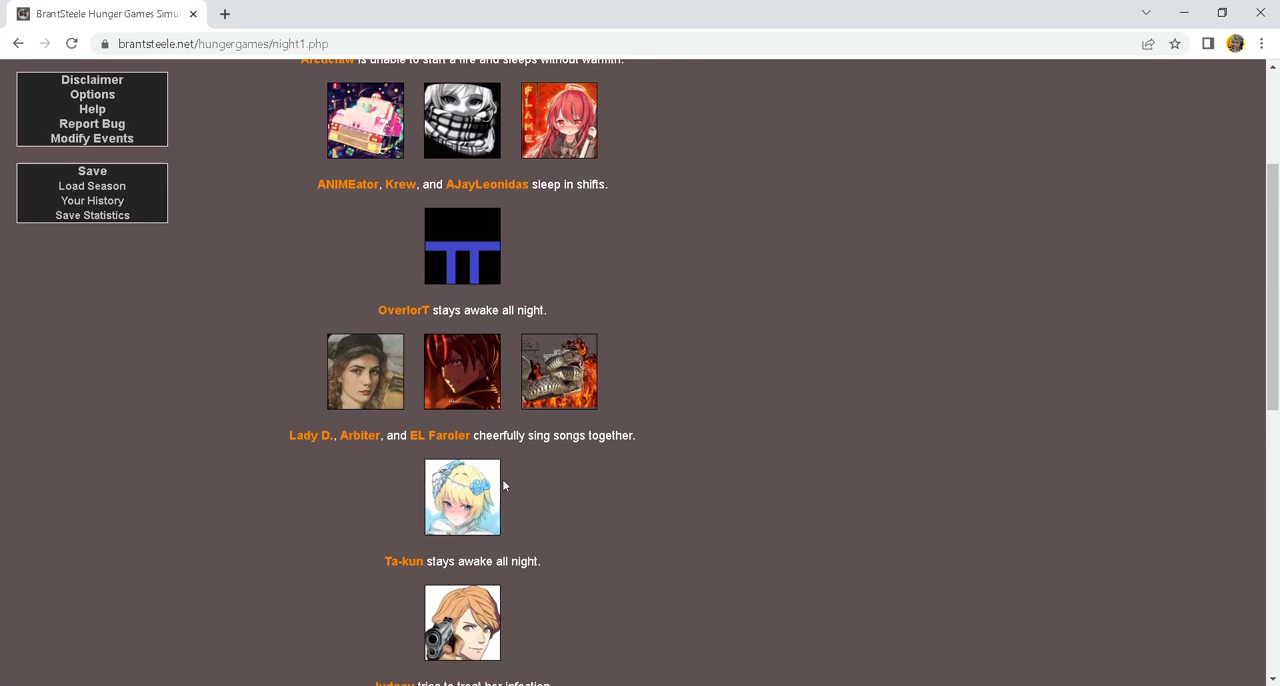 BrantSteele Hunger Games Simu
brantsteele.net/hungergames/night1.php
Disclaimer
Options
Help
Report Bug
Modify Events
Save
Load Season
Your History
Save Statistics
Arcticlaw is unable to start a fire and sleeps without warmth.
FLAME
ANIMEator, Krew, and AJayLeonidas sleep in shifts.
OverlorT stays awake all night.
Lady D., Arbiter, and EL Faroler cheerfully sing songs together.
Ta-kun stays awake all night.
tries to treat her infection.